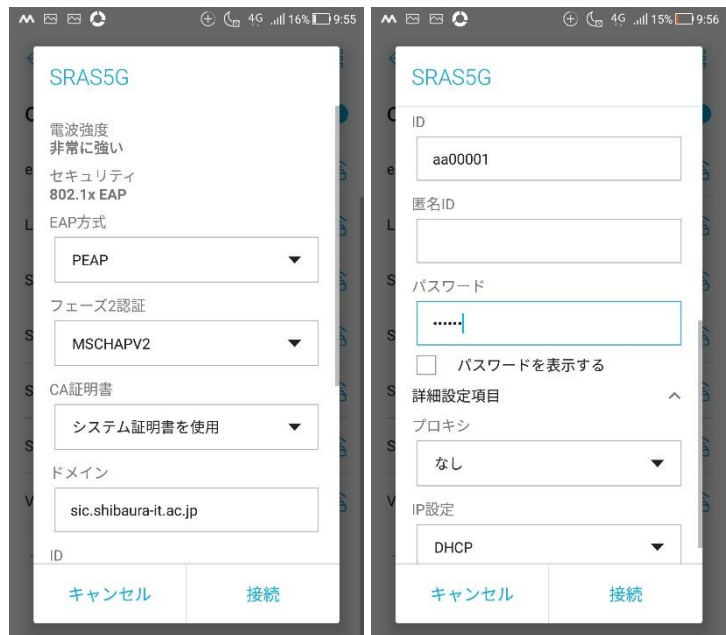 4G 16% 9:55
SRAS5G
電波強度
非常に強い
セキュリティ
802.1x EAP
EAP方式
PEAP
フェーズ2認証
MSCHAPV2
CA証明書
システム証明書を使用
ドメイン
sic.shibaura-it.ac.jp
ID
キャンセル 接続
4G 15% 9:56
SRAS5G
ID
aa00001
匿名ID
パスワード
••••••
パスワードを表示する
詳細設定項目
プロキシ
なし
IP設定
DHCP
キャンセル 接続